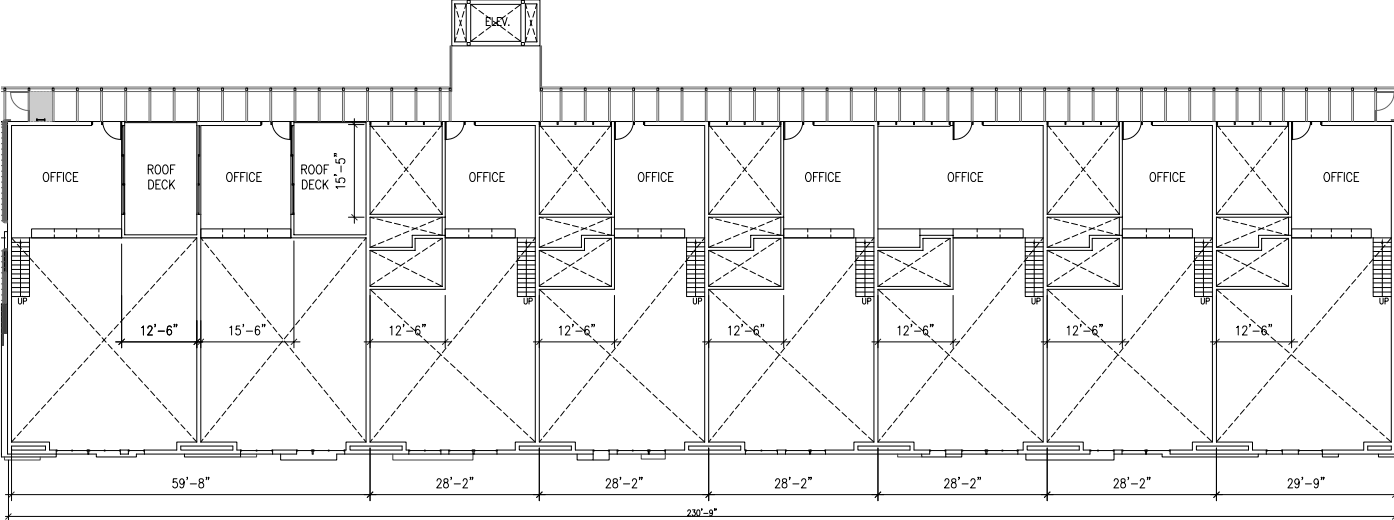 ELEV.
OFFICE
ROOF
DECK
OFFICE
ROOF
DECK
15'-5"
OFFICE
OFFICE
OFFICE
OFFICE
OFFICE
OFFICE
UP
UP
UP
UP
UP
UP
UP
12'-6"
15'-6"
12'-6"
12'-6"
12'-6"
12'-6"
12'-6"
12'-6"
59'-8"
28'-2"
28'-2"
28'-2"
28'-2"
28'-2"
29'-9"
230'-9"